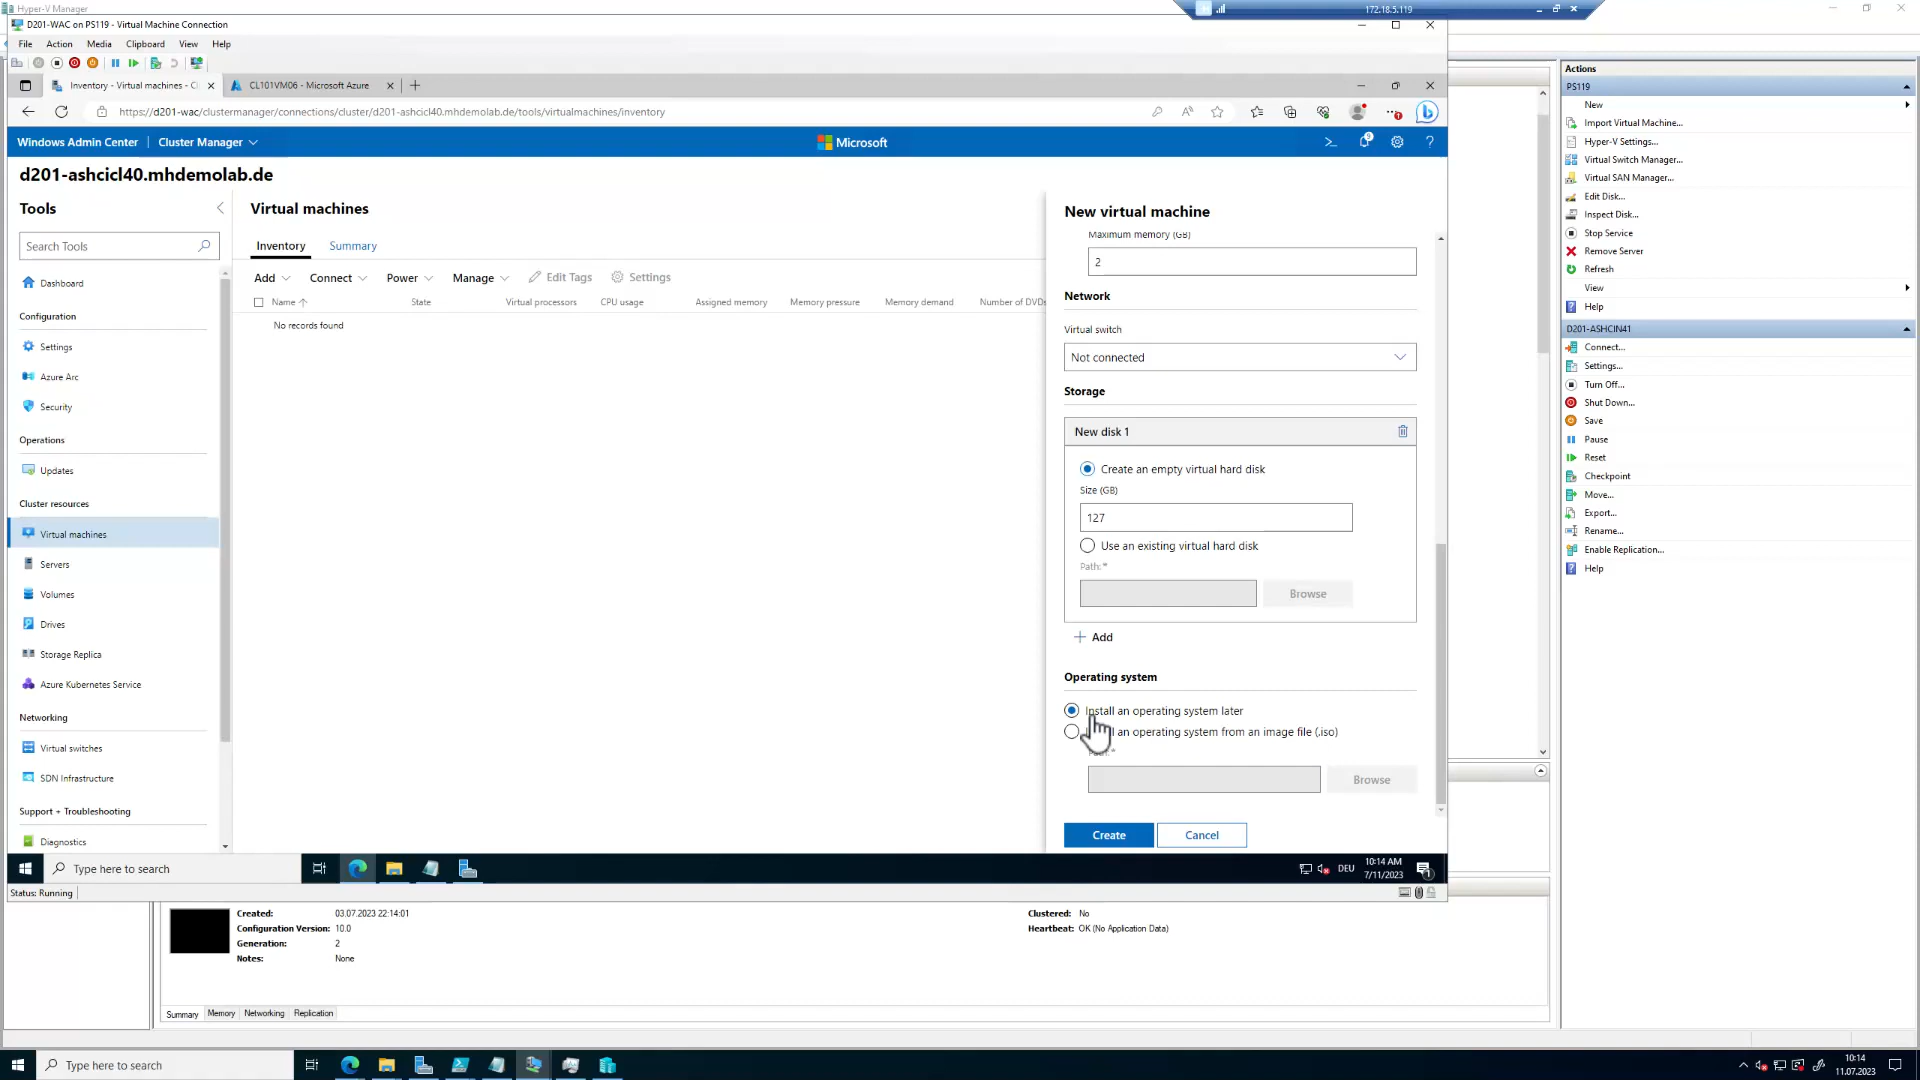 Hyper-V Manager
172.18.5.119
D201-WAC on PS119 - Virtual Machine Connection
File Action Media Clipboard View Help
Inventory - Virtual machines - C
CL101VM06 - Microsoft Azure
https://d201-wac/clustermanager/connections/cluster/d201-ashcicl40.mhdemolab.de/tools/virtualmachines/inventory
Windows Admin Center | Cluster Manager
Microsoft
d201-ashcicl40.mhdemolab.de
Tools
Search Tools
Dashboard
Configuration
Settings
Azure Arc
Security
Operations
Updates
Cluster resources
Virtual machines
Servers
Volumes
Drives
Storage Replica
Azure Kubernetes Service
Networking
Virtual switches
SDN Infrastructure
Support + Troubleshooting
Diagnostics
Virtual machines
Inventory Summary
Add Connect Power Manage Edit Tags Settings
Name State Virtual processors CPU usage Assigned memory Memory pressure Memory demand Number of DVDs
No records found
New virtual machine
Maximum memory (GB)
2
Network
Virtual switch
Not connected
Storage
New disk 1
Create an empty virtual hard disk
Size (GB)
127
Use an existing virtual hard disk
Path:*
Browse
+ Add
Operating system
Install an operating system later
an operating system from an image file (.iso)
Browse
Create Cancel
Type here to search
DEU
10:14 AM
7/11/2023
1
Status: Running
Created: 03.07.2023 22:14:01
Configuration Version: 10.0
Generation: 2
Notes: None
Clustered: No
Heartbeat: OK (No Application Data)
Summary Memory Networking Replication
Actions
PS119
New
Import Virtual Machine...
Hyper-V Settings...
Virtual Switch Manager...
Virtual SAN Manager...
Edit Disk...
Inspect Disk...
Stop Service
Remove Server
Refresh
View
Help
D201-ASHCIN41
Connect...
Settings...
Turn Off...
Shut Down...
Save
Pause
Reset
Checkpoint
Move...
Export...
Rename...
Enable Replication...
Help
Type here to search
10:14
11.07.2023